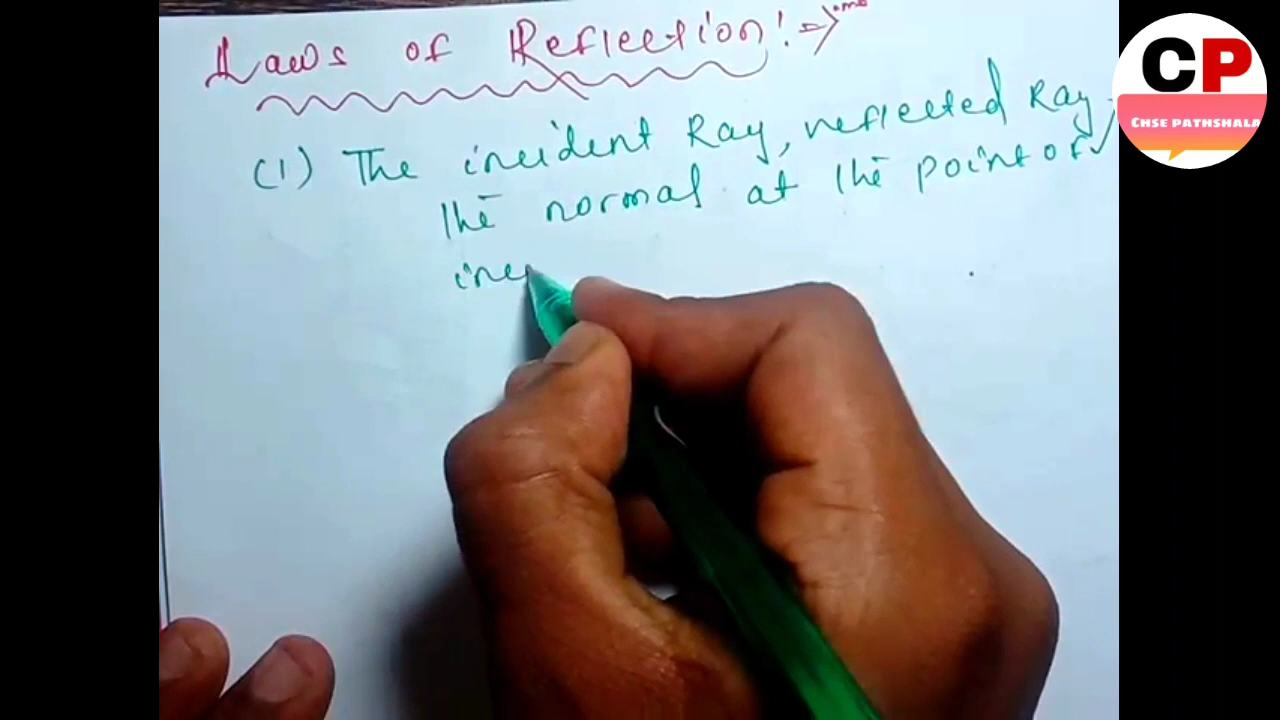 Laws of Reflection:→
CP
CHSE PATHSHALA
(1) The incident Ray, reflected Ray,
the normal at the point of
inc